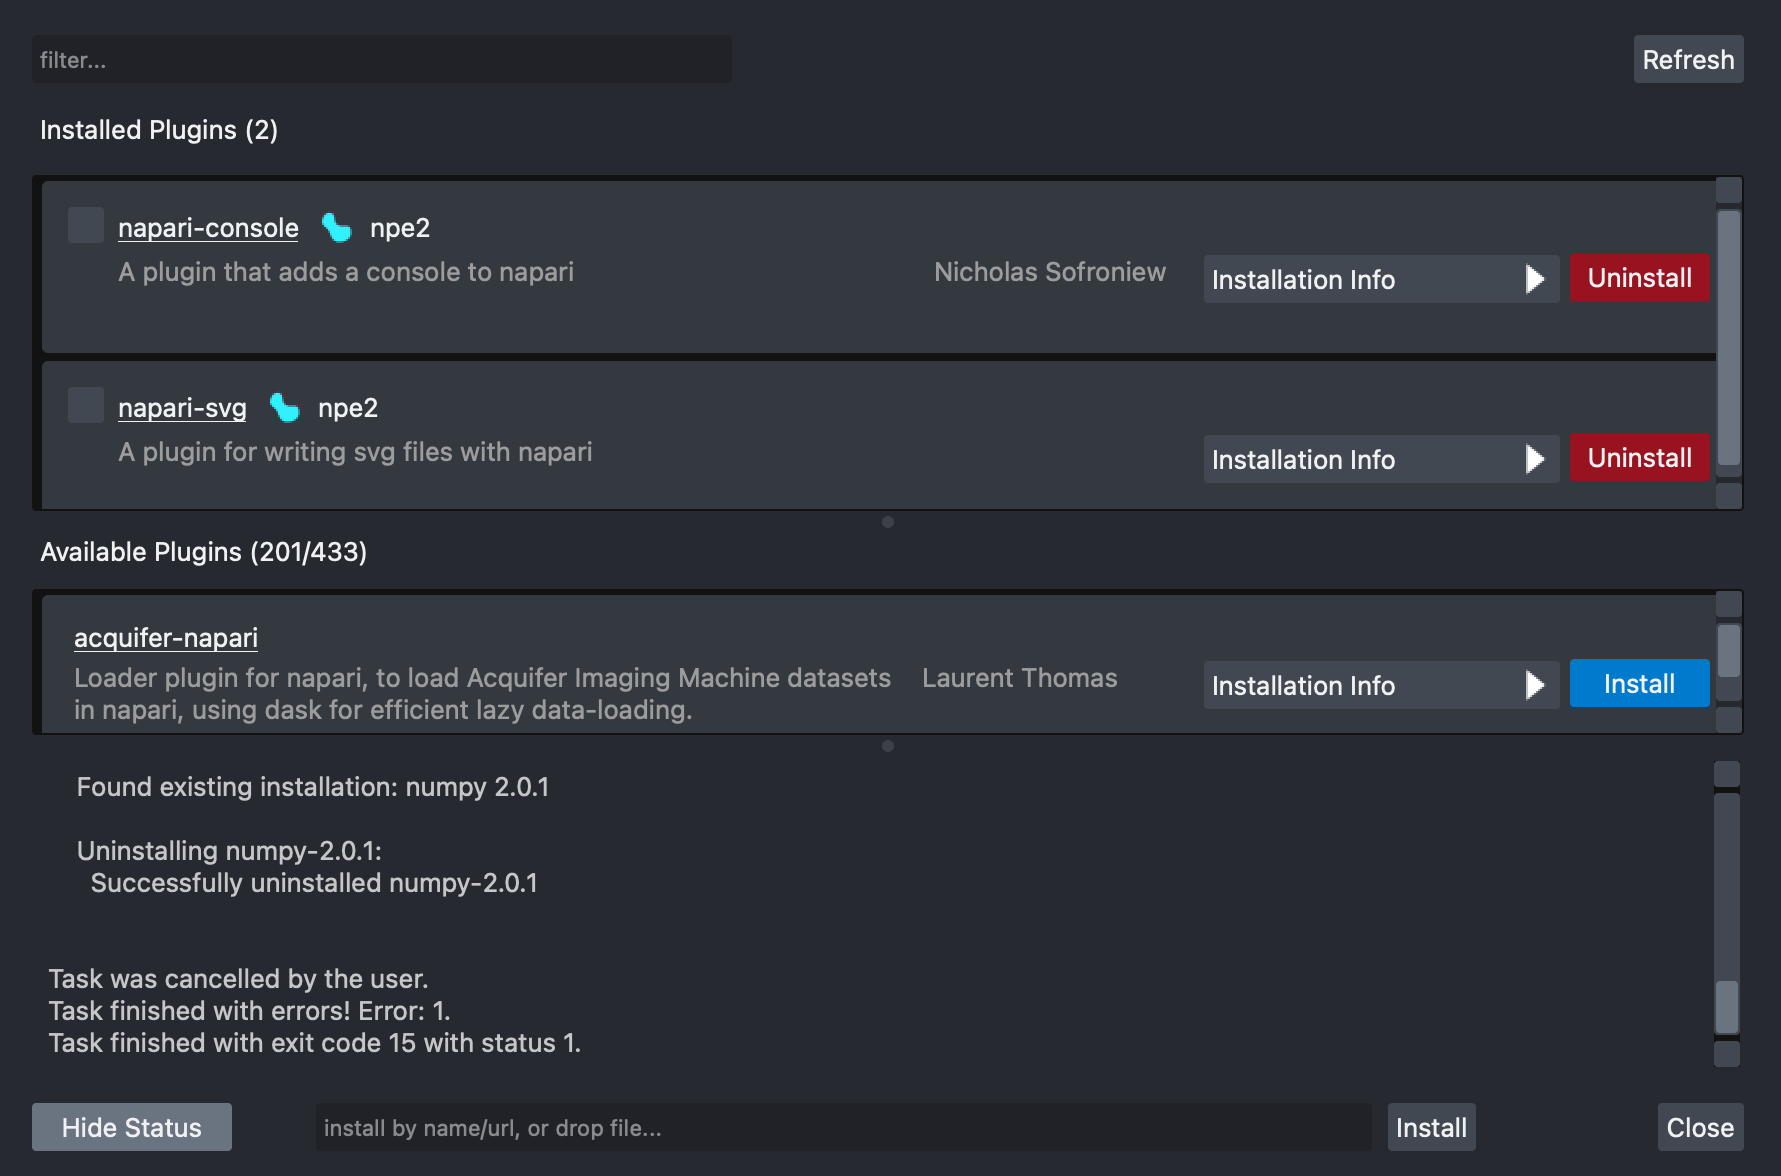 filter...
Refresh
Installed Plugins (2)
napari-console npe2
A plugin that adds a console to napari
Nicholas Sofroniew
Installation Info
Uninstall
napari-svg npe2
A plugin for writing svg files with napari
Installation Info
Uninstall
Available Plugins (201/433)
acquifer-napari
Loader plugin for napari, to load Acquifer Imaging Machine datasets
in napari, using dask for efficient lazy data-loading.
Laurent Thomas
Installation Info
Install
Found existing installation: numpy 2.0.1
Uninstalling numpy-2.0.1:
Successfully uninstalled numpy-2.0.1
Task was cancelled by the user.
Task finished with errors! Error: 1.
Task finished with exit code 15 with status 1.
Hide Status
install by name/url, or drop file...
Install
Close